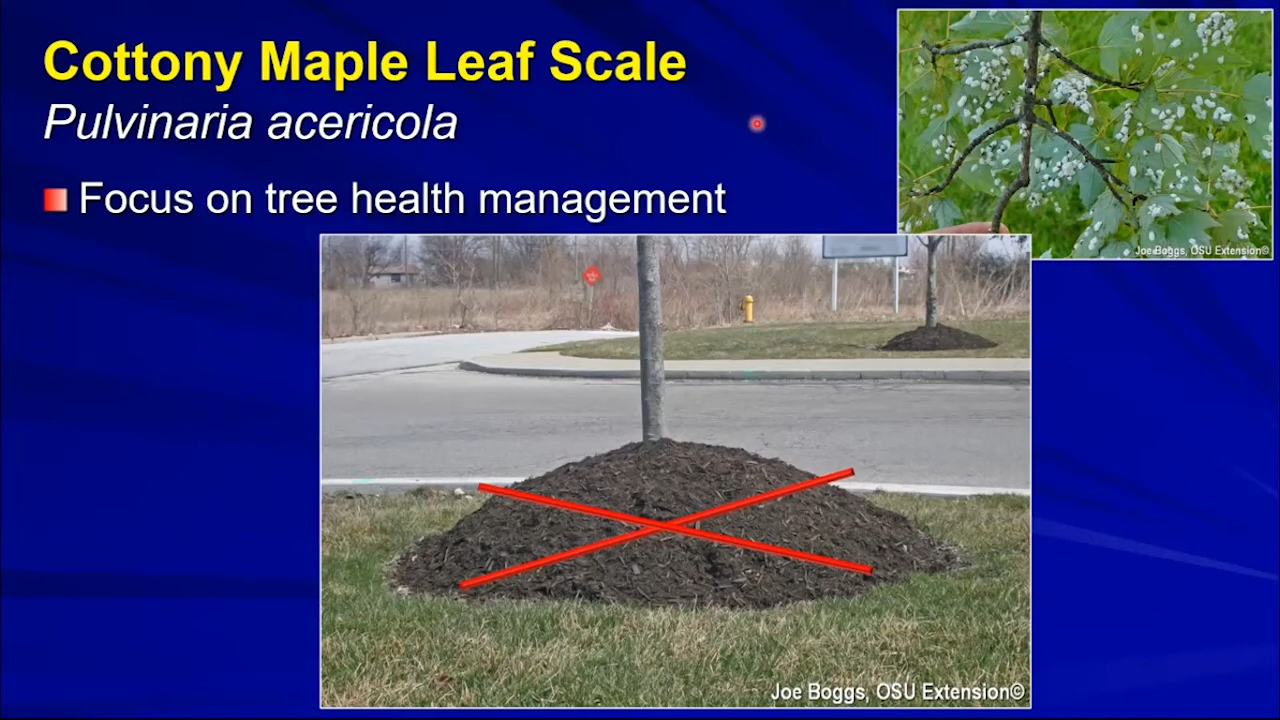 Cottony Maple Leaf Scale
Pulvinaria acericola
Focus on tree health management
Joe Boggs, OSU Extension©
Joe Boggs, OSU Extension©